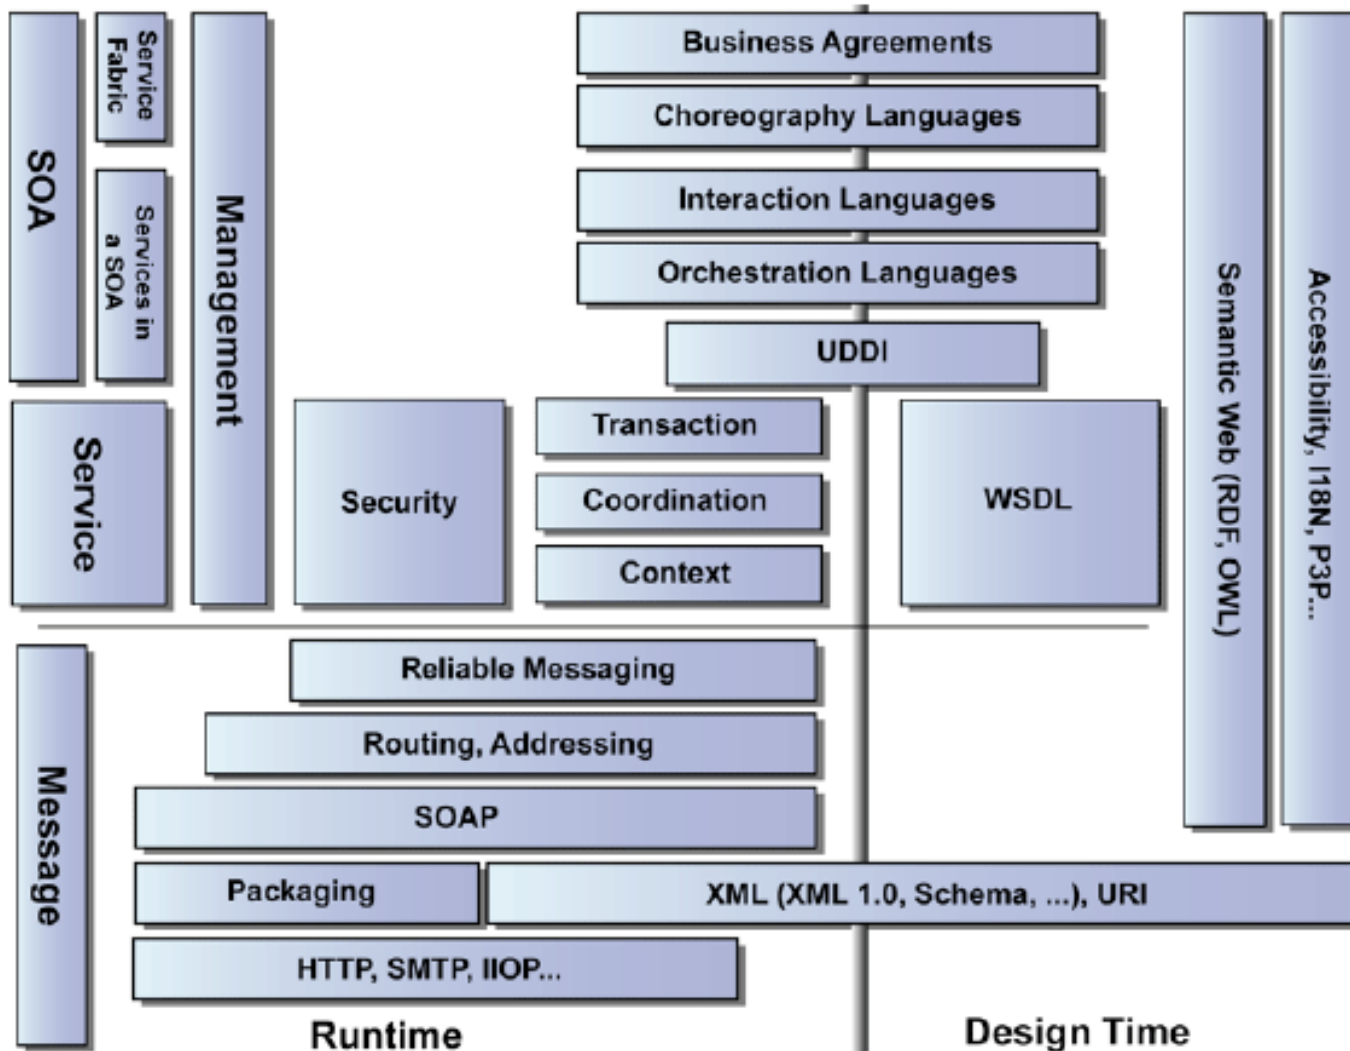 SOA
Service
Fabric
Services in
a SOA
Management
Business Agreements
Choreography Languages
Interaction Languages
Orchestration Languages
UDDI
Service
Security
Transaction
Coordination
Context
WSDL
Semantic Web (RDF, OWL)
Accessibility, I18N, P3P...
Message
Reliable Messaging
Routing, Addressing
SOAP
Packaging
XML (XML 1.0, Schema, ...), URI
HTTP, SMTP, IIOP...
Runtime
Design Time